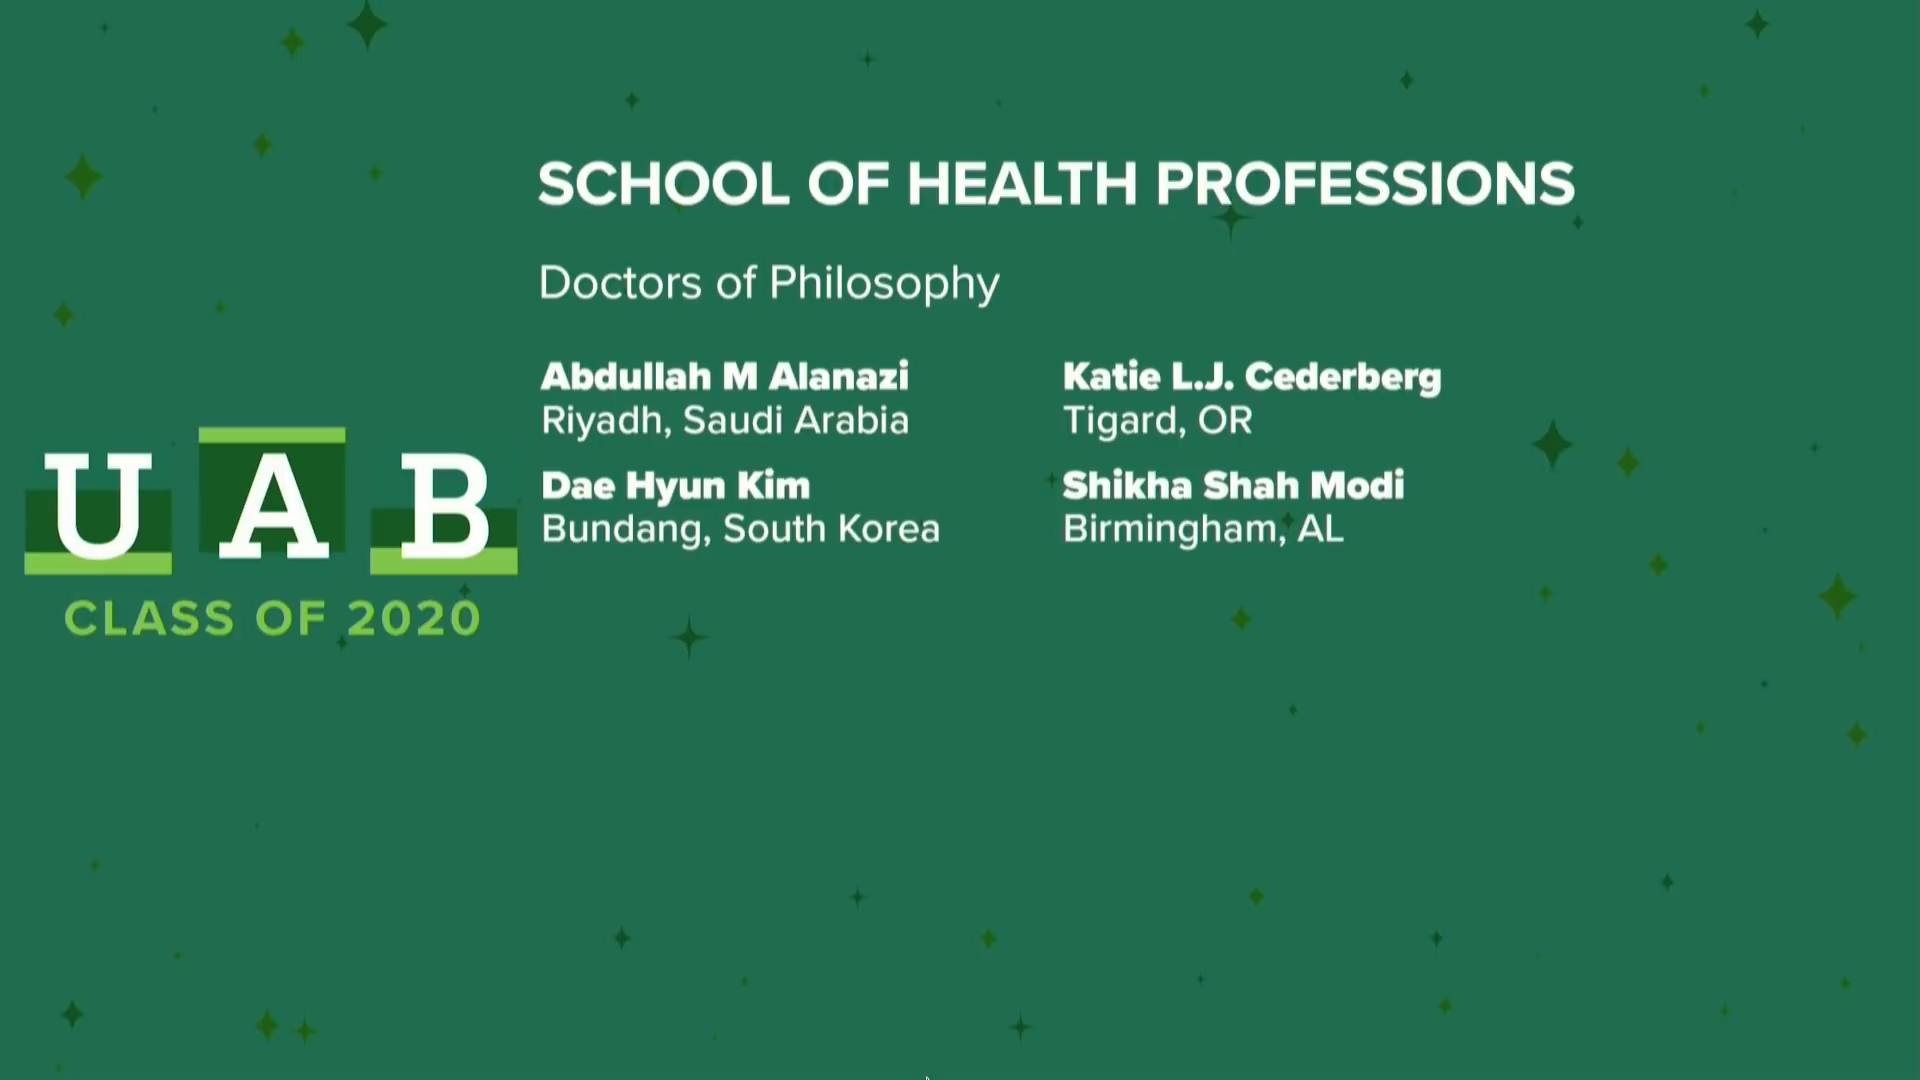 SCHOOL OF HEALTH PROFESSIONS
Doctors of Philosophy
Abdullah M Alanazi
Riyadh, Saudi Arabia
Katie L.J. Cederberg
Tigard, OR
Dae Hyun Kim
Bundang, South Korea
Shikha Shah Modi
Birmingham, AL
UAB
CLASS OF 2020